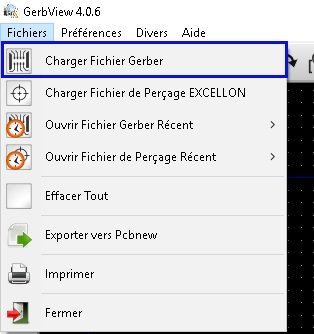 GerbView 4.0.6
Fichiers Préférences Divers Aide
Charger Fichier Gerber
Charger Fichier de Perçage EXCELLON
Ouvrir Fichier Gerber Récent
Ouvrir Fichier de Perçage Récent
Effacer Tout
Exporter vers Pcbnew
Imprimer
Fermer